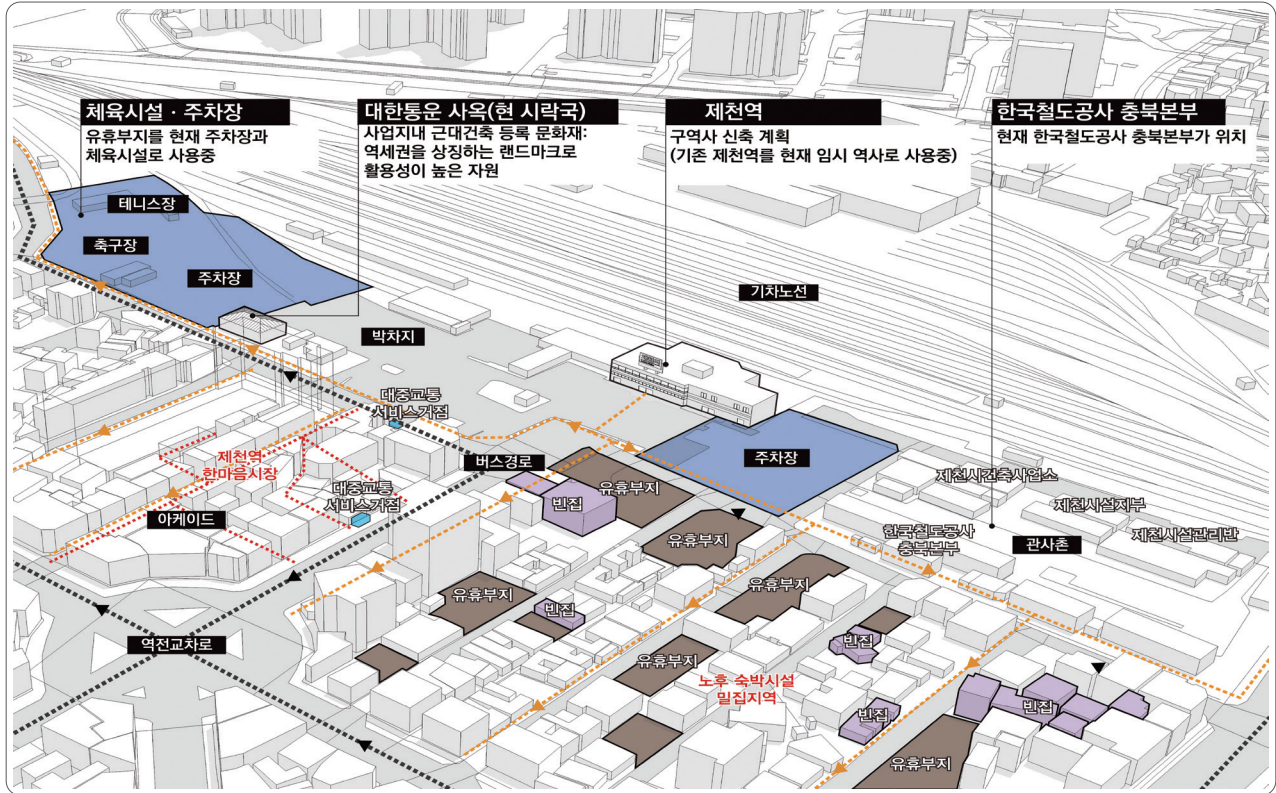 체육시설 · 주차장
유휴부지를 현재 주차장과
체육시설로 사용중
대한통운 사옥(현 시락국)
사업지내 근대건축 등록 문화재:
역세권을 상징하는 랜드마크로
활용성이 높은 자원
제천역
구역사 신축 계획
(기존 제천역를 현재 임시 역사로 사용중)
한국철도공사 충북본부
현재 한국철도공사 충북본부가 위치
테니스장
축구장
주차장
기차노선
박차지
대중교통
서비스거점
버스경로
주차장
제천역
한마음시장
대중교통
서비스거점
아케이드
빈집
유휴부지
유휴부지
제천시건축사업소
제천시설지부
제천시설관리반
한국철도공사
충북본부
관사촌
유휴부지
빈집
유휴부지
빈집
역전교차로
유휴부지
노후 숙박시설
밀집지역
빈집
빈집
유휴부지